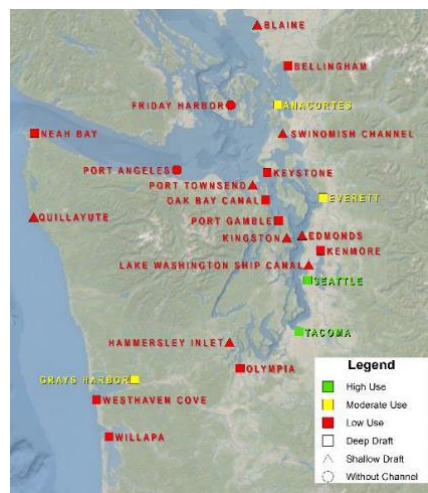 BLAINE
BELLINGHAM
FRIDAY HARBOR
ANACORTES
NEAH BAY
SWINOMISH CHANNEL
PORT ANGELES
KEYSTONE
PORT TOWNSEND
OAK BAY CANAL
EVERETT
QUILLAYUTE
PORT GAMBLE
KINGSTON
EDMONDS
KENMORE
LAKE WASHINGTON SHIP CANAL
SEATTLE
TACOMA
HAMMERSLEY INLET
OLYMPIA
GRAYS HARBOR
WESTHAVEN COVE
WILLAPA
Legend
High Use
Moderate Use
Low Use
Deep Draft
Shallow Draft
Without Channel